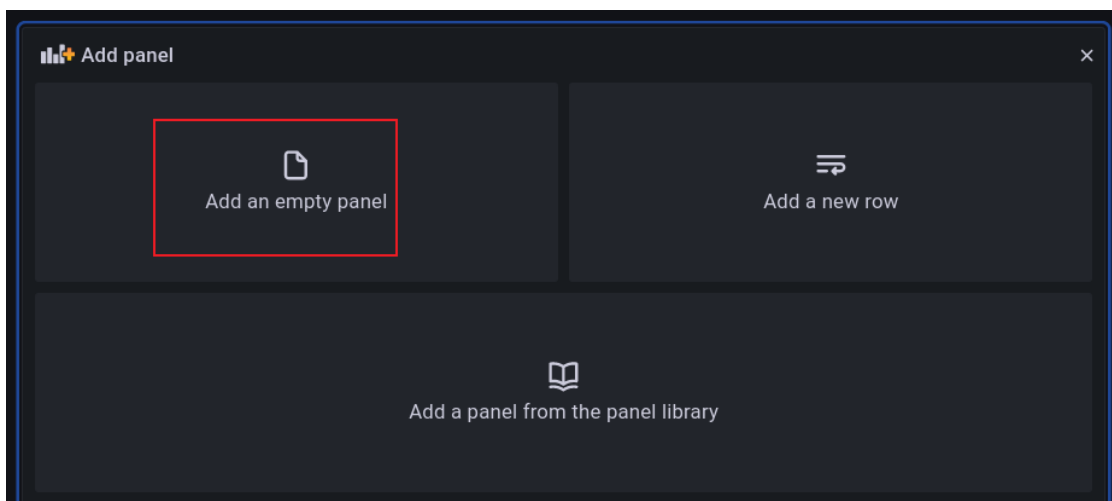 Add panel
Add an empty panel
Add a new row
Add a panel from the panel library